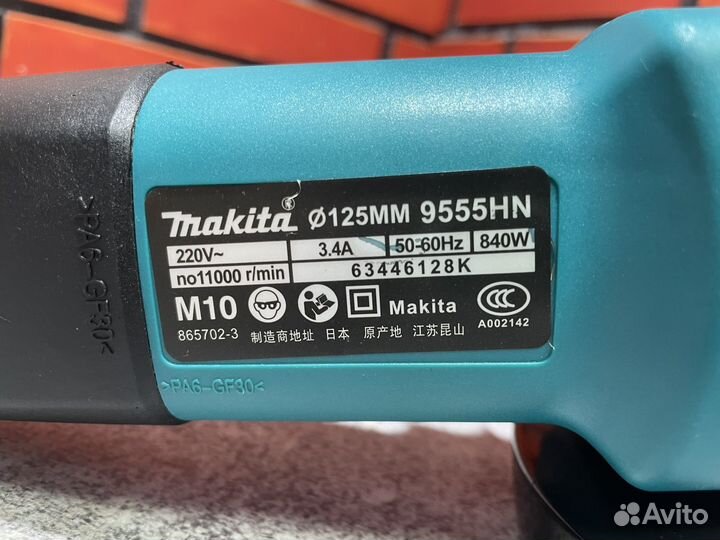 makita Ø125MM 9555HN
220V~ 3.4A 50-60Hz 840W
no11000 r/min 63446128K
M10 Makita CCC
865702-3 制造商地址 日本 原产地 江苏昆山 A002142
>PA6-GF30<
>PA6-GF30<
Avito